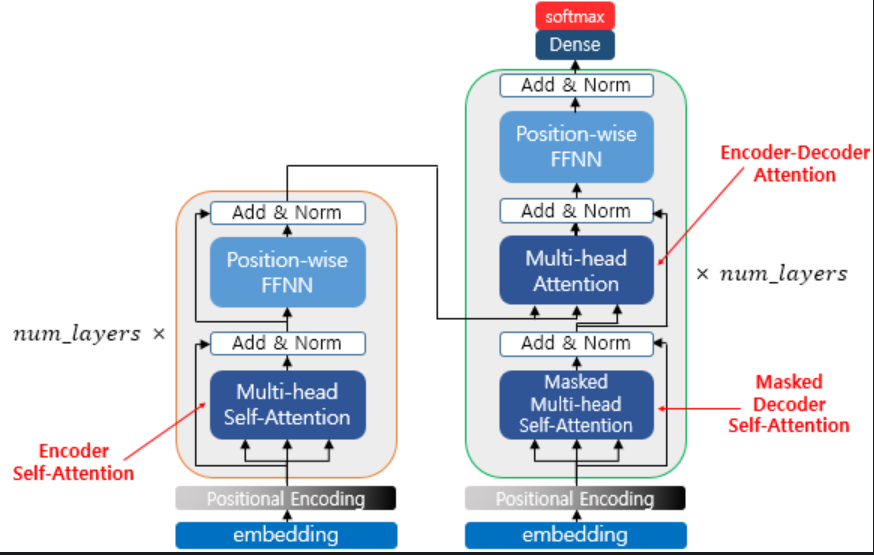 softmax
Dense
Add & Norm
Position-wise
FFNN
Encoder-Decoder
Attention
Add & Norm
Add & Norm
Position-wise
FFNN
Multi-head
Attention
× num_layers
num_layers ×
Add & Norm
Add & Norm
Multi-head
Self-Attention
Masked
Multi-head
Self-Attention
Masked
Decoder
Self-Attention
Encoder
Self-Attention
Positional Encoding
Positional Encoding
embedding
embedding